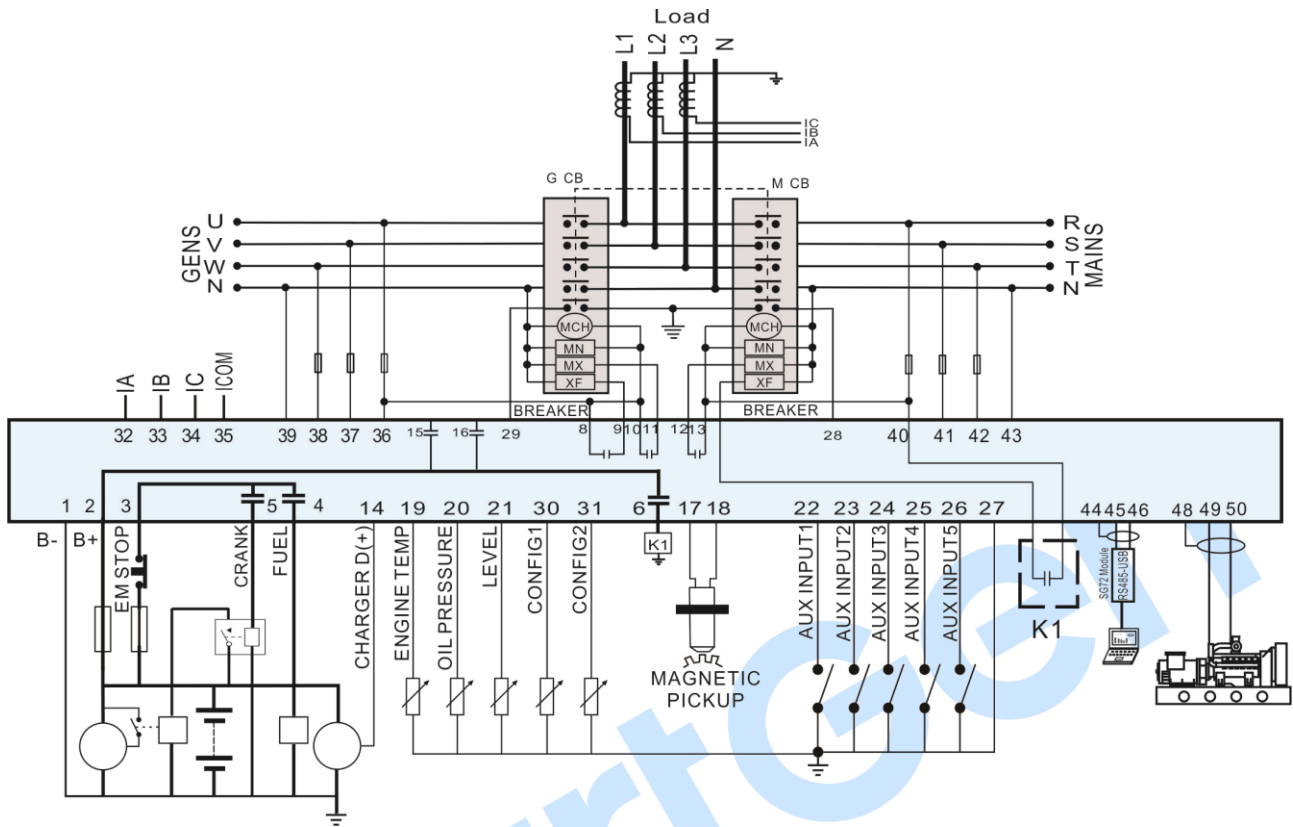 Load
L1 L2 L3 N
IC
IB
IA
G CB
M CB
GENS
U
V
W
N
R
S
T
N
MAINS
MCH
MN
MX
XF
MCH
MN
MX
XF
BREAKER
BREAKER
IA IB IC ICOM
32 33 34 35 39 38 37 36 15 16 29 8 9 10 11 12 13 28 40 41 42 43
1 2 3 5 4 14 19 20 21 30 31 6 17 18 22 23 24 25 26 27 44 45 46 48 49 50
B- B+
EM STOP
CRANK
FUEL
CHARGER D(+)
ENGINE TEMP
OIL PRESSURE
LEVEL
CONFIG1
CONFIG2
K1
MAGNETIC
PICKUP
AUX INPUT1
AUX INPUT2
AUX INPUT3
AUX INPUT4
AUX INPUT5
K1
SG72 Module
RS485-USB